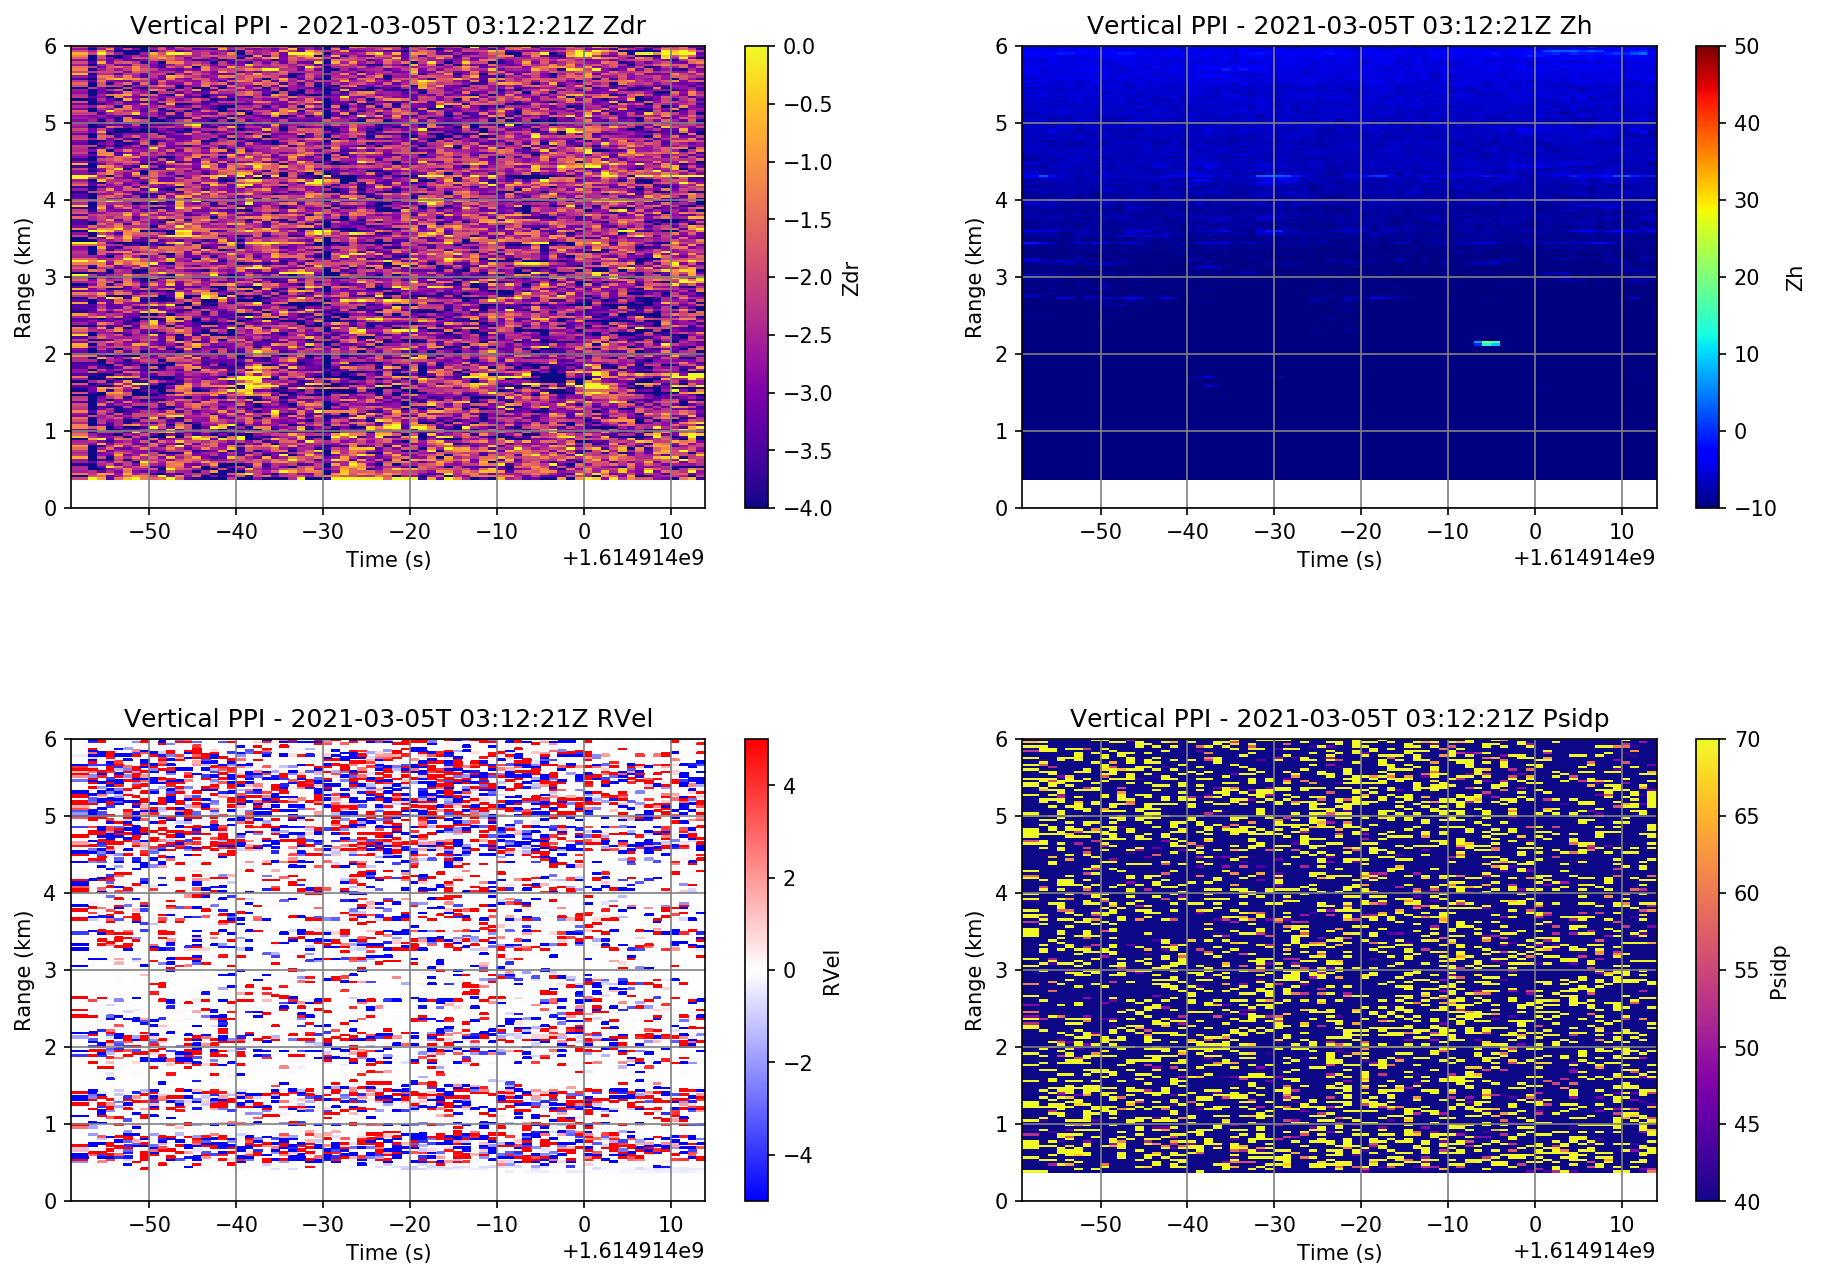 Vertical PPI - 2021-03-05T 03:12:21Z Zdr
6
5
4
3
2
1
0
Range (km)
−50 −40 −30 −20 −10 0 10
Time (s)
+1.614914e9
0.0
−0.5
−1.0
−1.5
−2.0
−2.5
−3.0
−3.5
−4.0
Zdr
Vertical PPI - 2021-03-05T 03:12:21Z Zh
6
5
4
3
2
1
0
Range (km)
−50 −40 −30 −20 −10 0 10
Time (s)
+1.614914e9
50
40
30
20
10
0
−10
Zh
Vertical PPI - 2021-03-05T 03:12:21Z RVel
6
5
4
3
2
1
0
Range (km)
−50 −40 −30 −20 −10 0 10
Time (s)
+1.614914e9
4
2
0
−2
−4
RVel
Vertical PPI - 2021-03-05T 03:12:21Z Psidp
6
5
4
3
2
1
0
Range (km)
−50 −40 −30 −20 −10 0 10
Time (s)
+1.614914e9
70
65
60
55
50
45
40
Psidp